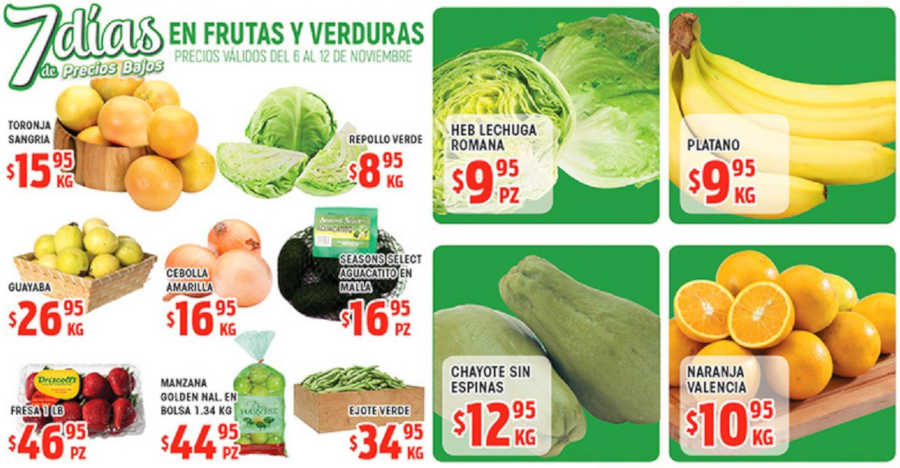 7días
de Precios Bajos
EN FRUTAS Y VERDURAS
PRECIOS VÁLIDOS DEL 6 AL 12 DE NOVIEMBRE
TORONJA
SANGRIA
$15.95
KG
REPOLLO VERDE
$8.95
KG
HEB LECHUGA
ROMANA
$9.95
PZ
PLATANO
$9.95
KG
GUAYABA
$26.95
KG
CEBOLLA
AMARILLA
$16.95
KG
AGUACATITO
SEASONS SELECT
AGUACATITO EN
MALLA
$16.95
PZ
Driscoll's
FRESA 1 LB
$46.95
PZ
MANZANA
GOLDEN NAL. EN
BOLSA 1.34 KG
$44.95
PZ
EJOTE VERDE
$34.95
KG
CHAYOTE SIN
ESPINAS
$12.95
KG
NARANJA
VALENCIA
$10.95
KG